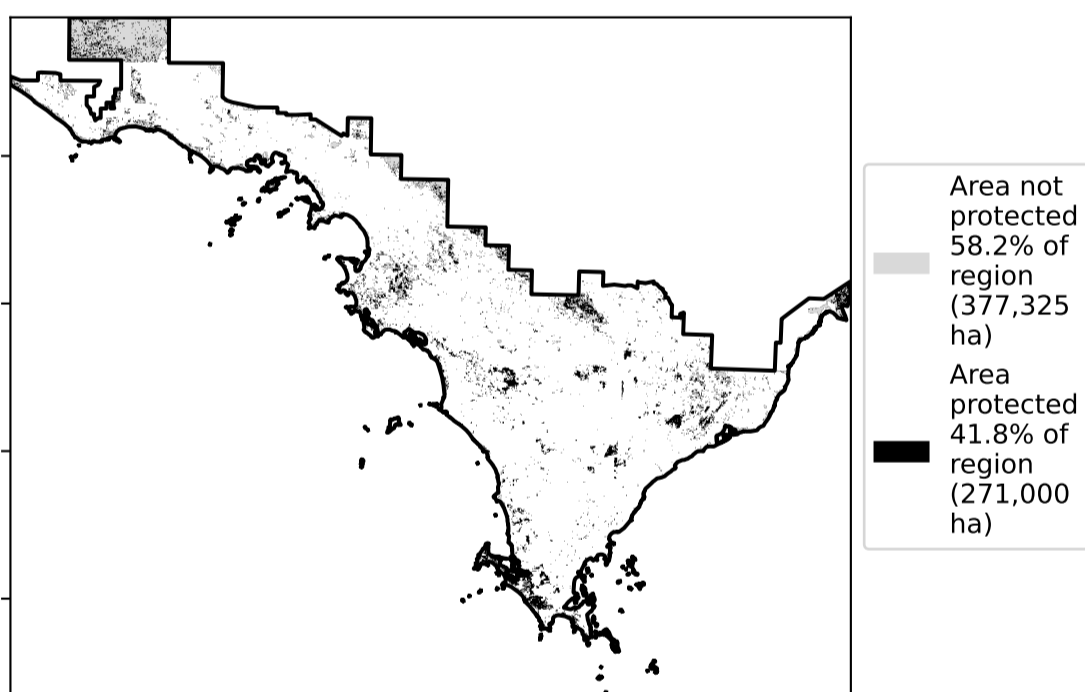 Area not
protected
58.2% of
region
(377,325
ha)
Area
protected
41.8% of
region
(271,000
ha)